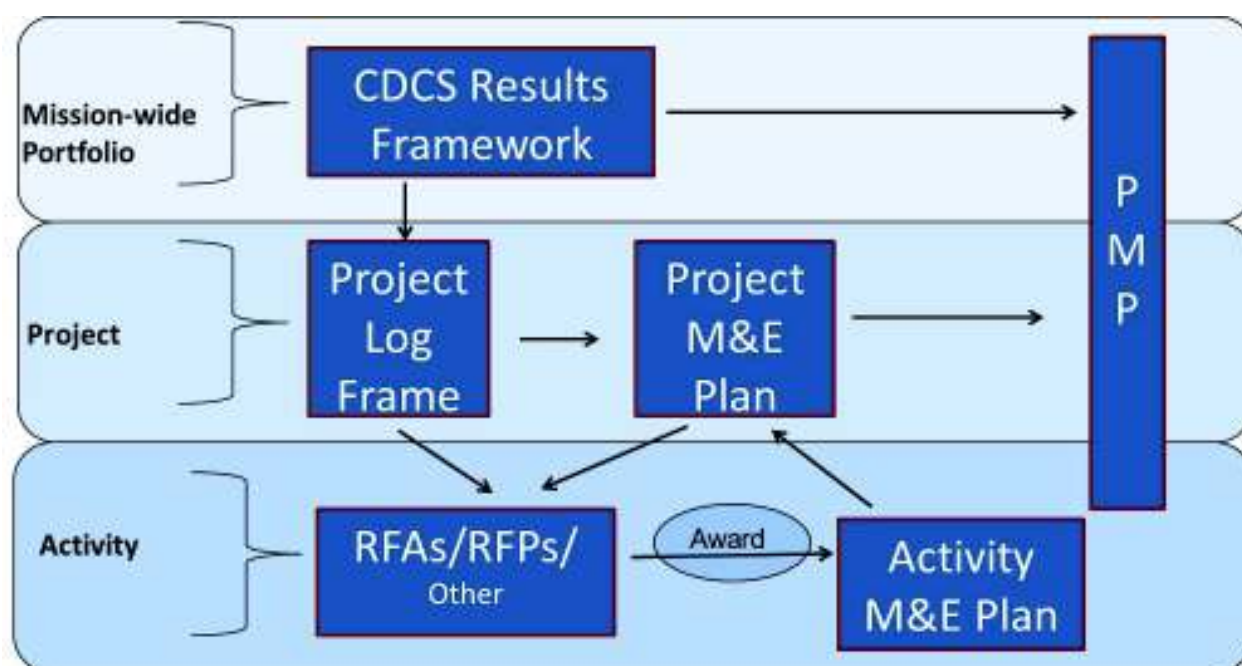 Mission-wide
Portfolio
CDCS Results
Framework
P
M
P
Project
Project
Log
Frame
Project
M&E
Plan
Activity
RFAs/RFPs/
Other
Award
Activity
M&E Plan